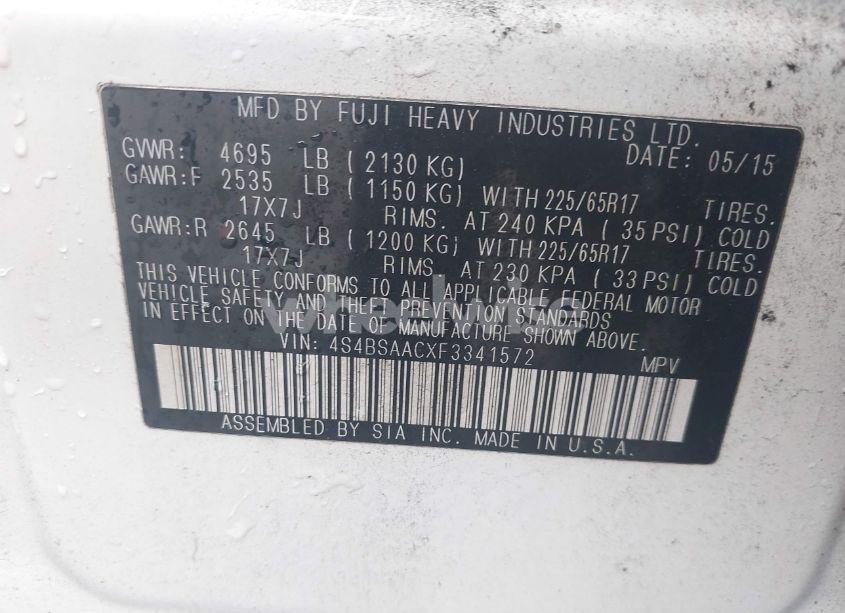 MFD BY FUJI HEAVY INDUSTRIES LTD.
GVWR: 4695 LB ( 2130 KG) DATE: 05/15
GAWR:F 2535 LB ( 1150 KG) WITH 225/65R17 TIRES.
17X7J RIMS. AT 240 KPA ( 35 PSI) COLD
GAWR:R 2645 LB ( 1200 KG) WITH 225/65R17 TIRES.
17X7J RIMS. AT 230 KPA ( 33 PSI) COLD
THIS VEHICLE CONFORMS TO ALL APPLICABLE FEDERAL MOTOR
VEHICLE SAFETY AND THEFT PREVENTION STANDARDS
IN EFFECT ON THE DATE OF MANUFACTURE SHOWN ABOVE.
VIN: 4S4BSAACXF3341572 MPV
ASSEMBLED BY SIA INC. MADE IN U.S.A.